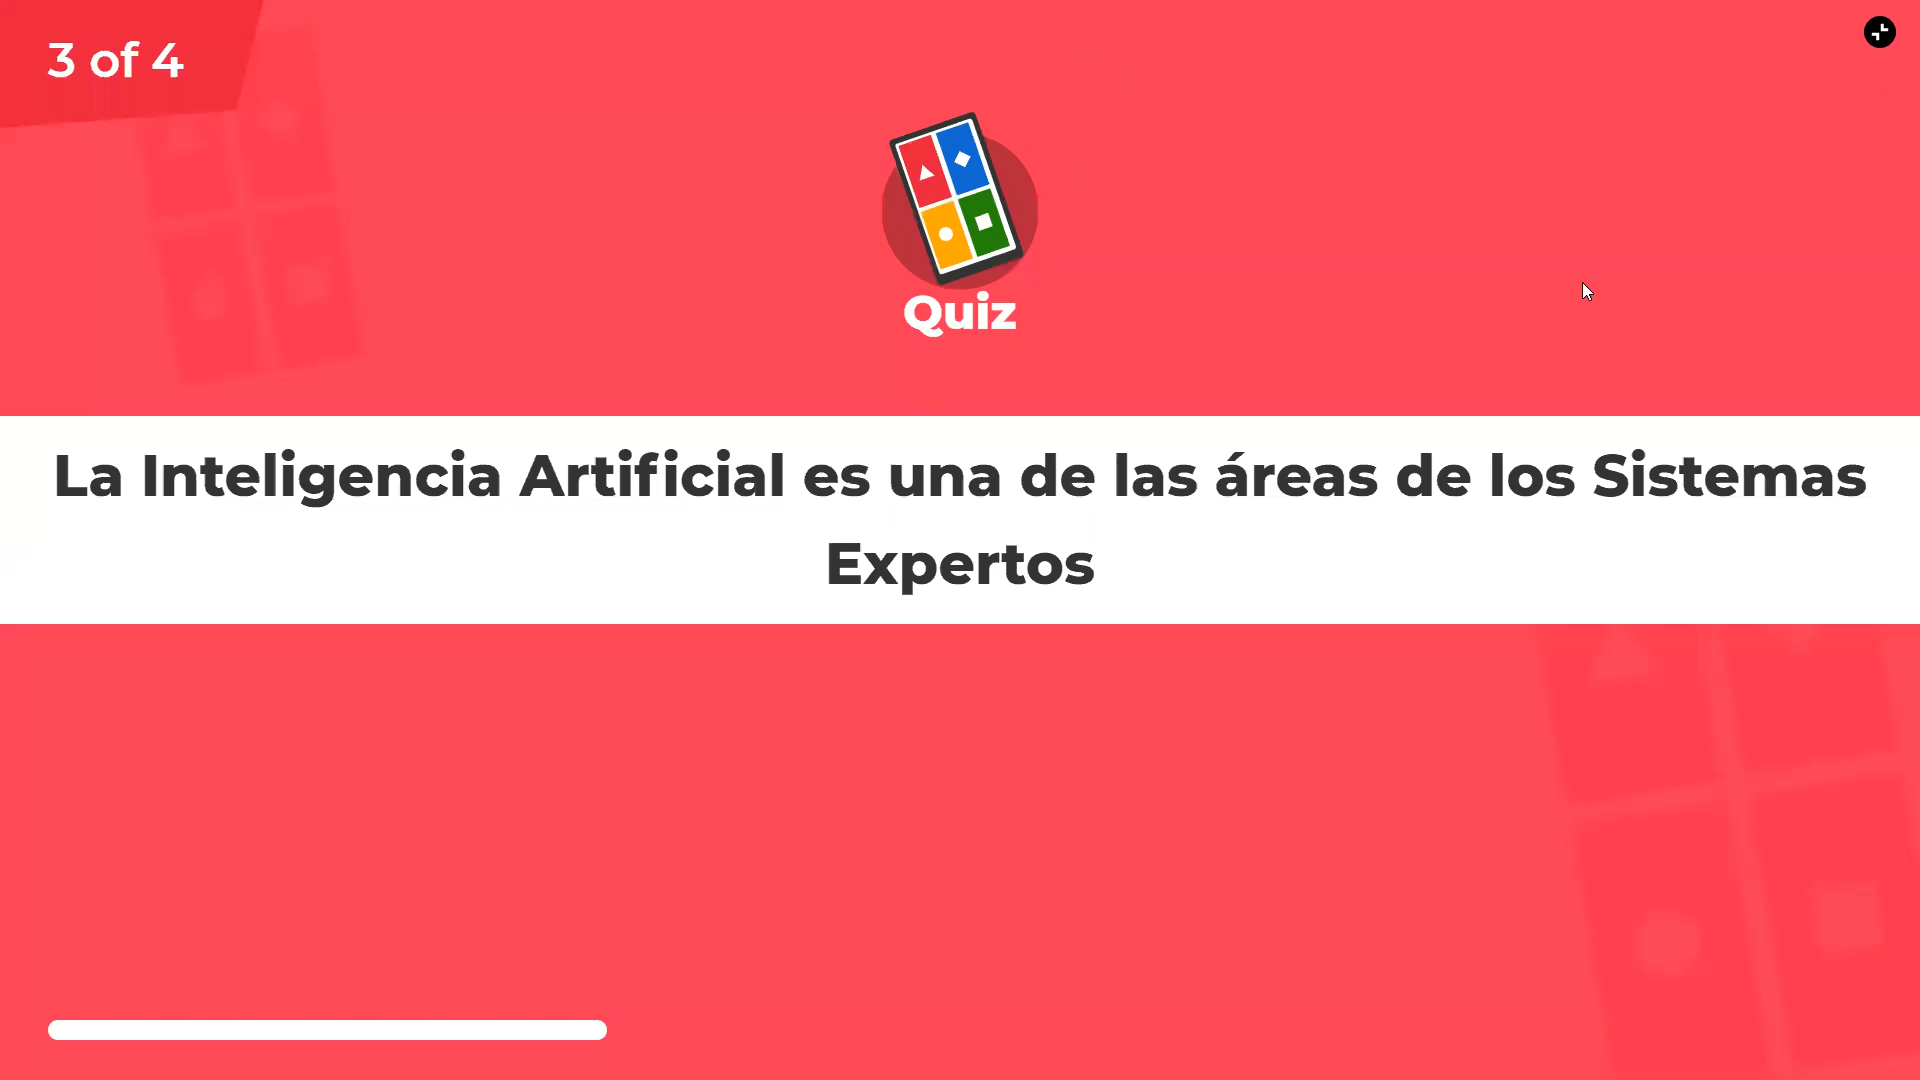 3 of 4
Quiz
La Inteligencia Artificial es una de las áreas de los Sistemas
Expertos